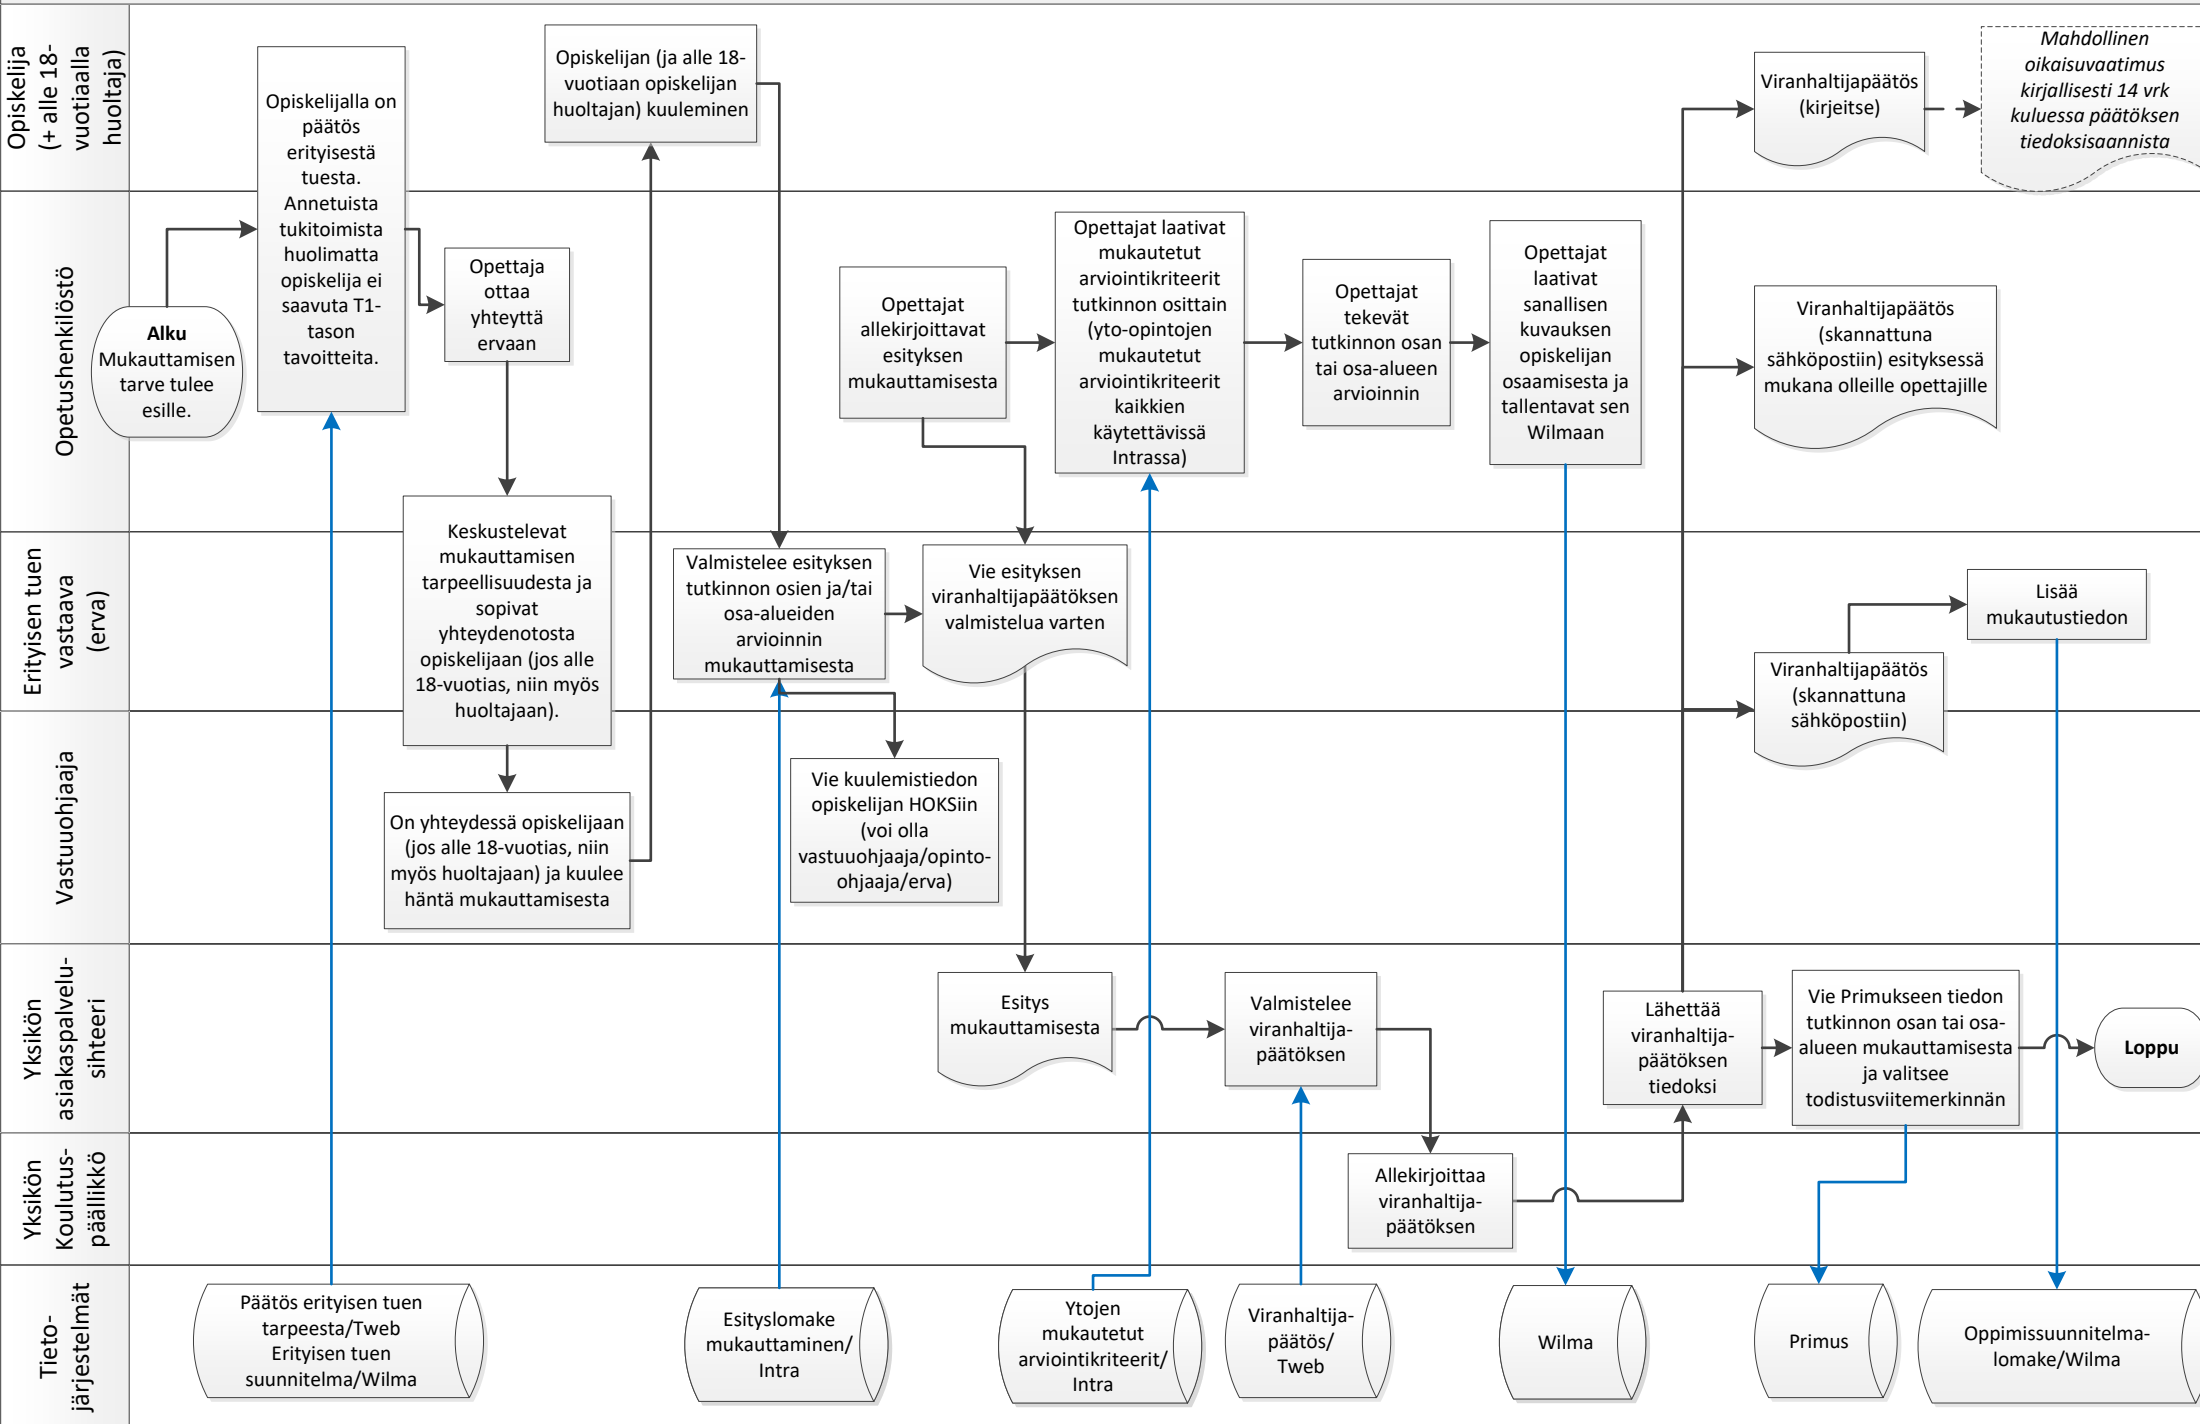 Opiskelija
(+ alle 18-
vuotiaalla
huoltaja)
Opiskelijalla on
päätös
erityisestä
tuesta.
Annetuista
tukitoimista
huolimatta
opiskelija ei
saavuta T1-
tason
tavoitteita.
Opiskelijan (ja alle 18-
vuotiaan opiskelijan
huoltajan) kuuleminen
Viranhaltijapäätös
(kirjeitse)
Mahdollinen
oikaisuvaatimus
kirjallisesti 14 vrk
kuluessa päätöksen
tiedoksisaannista
Opetushenkilöstö
Alku
Mukauttamisen
tarve tulee
esille.
Opettaja
ottaa
yhteyttä
ervaan
Opettajat
allekirjoittavat
esityksen
mukauttamisesta
Opettajat laativat
mukautetut
arviointikriteerit
tutkinnon osittain
(yto-opintojen
mukautetut
arviointikriteerit
kaikkien
käytettävissä
Intrassa)
Opettajat
tekevät
tutkinnon osan
tai osa-alueen
arvioinnin
Opettajat
laativat
sanallisen
kuvauksen
opiskelijan
osaamisesta ja
tallentavat sen
Wilmaan
Viranhaltijapäätös
(skannattuna
sähköpostiin) esityksessä
mukana olleille opettajille
Erityisen tuen
vastaava
(erva)
Keskustelevat
mukauttamisen
tarpeellisuudesta ja
sopivat
yhteydenotosta
opiskelijaan (jos alle
18-vuotias, niin myös
huoltajaan).
Valmistelee esityksen
tutkinnon osien ja/tai
osa-alueiden
arvioinnin
mukauttamisesta
Vie esityksen
viranhaltijapäätöksen
valmistelua varten
Viranhaltijapäätös
(skannattuna
sähköpostiin)
Lisää
mukautustiedon
Vastuuohjaaja
On yhteydessä opiskelijaan
(jos alle 18-vuotias, niin
myös huoltajaan) ja kuulee
häntä mukauttamisesta
Vie kuulemistiedon
opiskelijan HOKSiin
(voi olla
vastuuohjaaja/opinto-
ohjaaja/erva)
Yksikön
asiakaspalvelu-
sihteeri
Esitys
mukauttamisesta
Valmistelee
viranhaltija-
päätöksen
Lähettää
viranhaltija-
päätöksen
tiedoksi
Vie Primukseen tiedon
tutkinnon osan tai osa-
alueen mukauttamisesta
ja valitsee
todistusviitemerkinnän
Loppu
Yksikön
Koulutus-
päällikkö
Allekirjoittaa
viranhaltija-
päätöksen
Tieto-
järjestelmät
Päätös erityisen tuen
tarpeesta/Tweb
Erityisen tuen
suunnitelma/Wilma
Esityslomake
mukauttaminen/
Intra
Ytojen
mukautetut
arviointikriteerit/
Intra
Viranhaltija-
päätös/
Tweb
Wilma
Primus
Oppimissuunnitelma-
lomake/Wilma